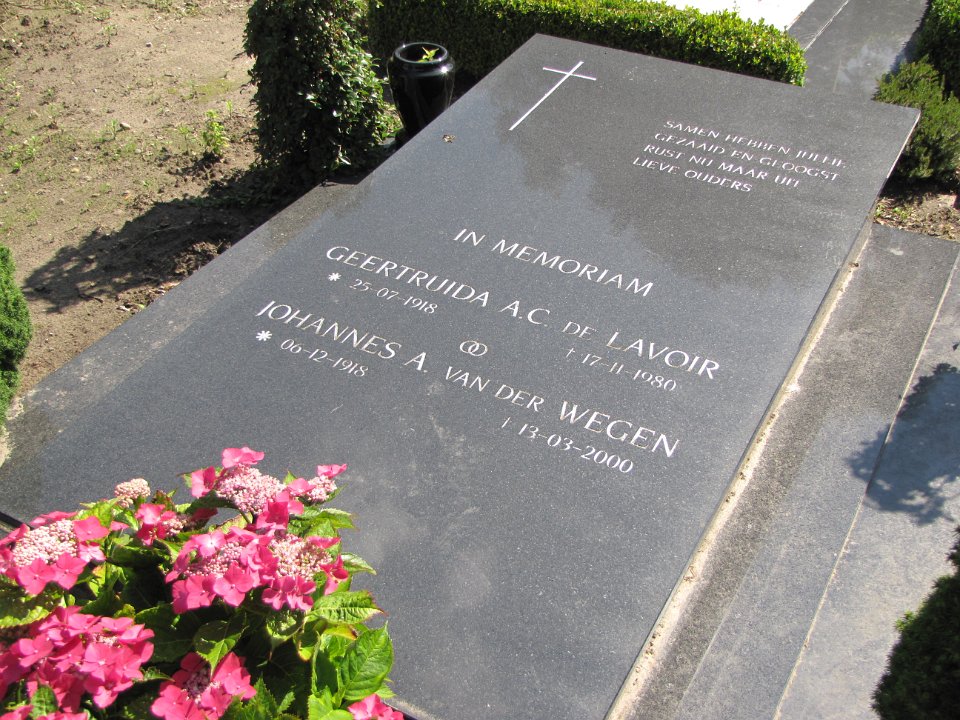 SAMEN HEBBEN JULLIE
GEZAAID EN GEOOGST
RUST NU MAAR UIT
LIEVE OUDERS
IN MEMORIAM
GEERTRUIDA A.C. DE LAVOIR
* 25-07-1918 † 17-11-1980
JOHANNES A. VAN DER WEGEN
* 06-12-1918 † 13-03-2000